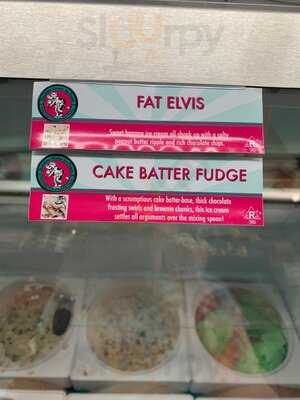 Slurrpy
FAT ELVIS
Sweet banana ice cream all shook up with a salty
peanut butter ripple and rich chocolate chips.
CAKE BATTER FUDGE
With a scrumptious cake batter-base, thick chocolate
frosting swirls and brownie chunks, this ice cream
settles all arguments over the mixing spoon!